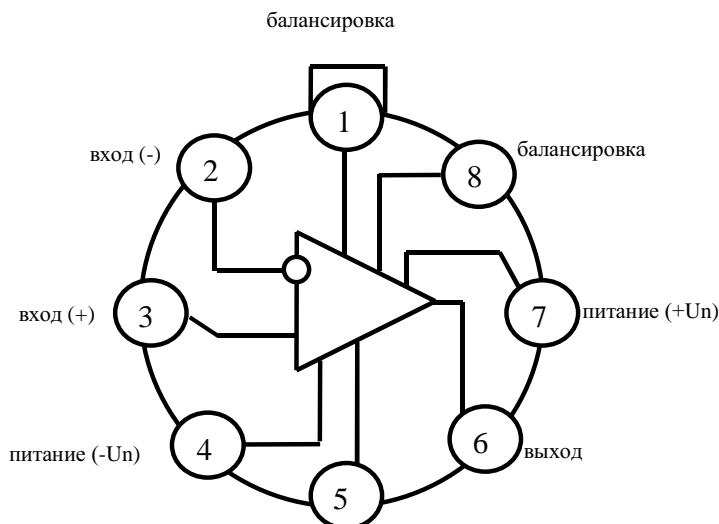 балансировка
1
вход (-)
2
8
балансировка
вход (+)
3
7
питание (+Un)
4
6
питание (-Un)
выход
5